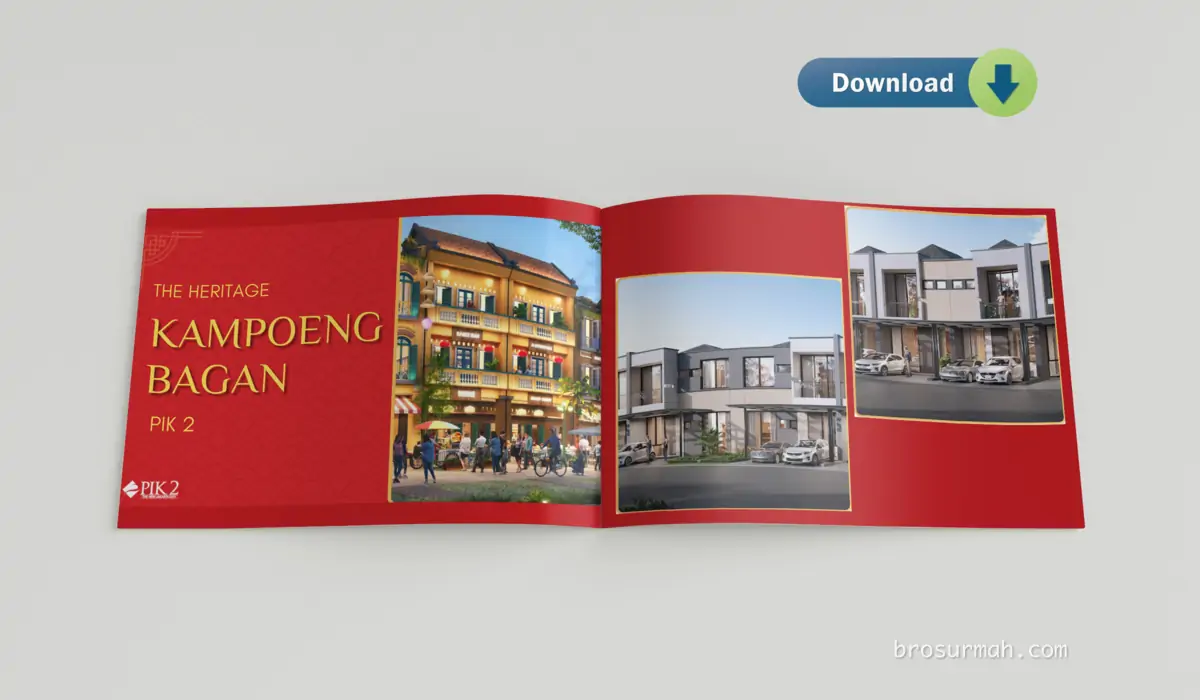 Download
THE HERITAGE
KAMPOENG
BAGAN
PIK 2
PIK 2
brosurmah.com